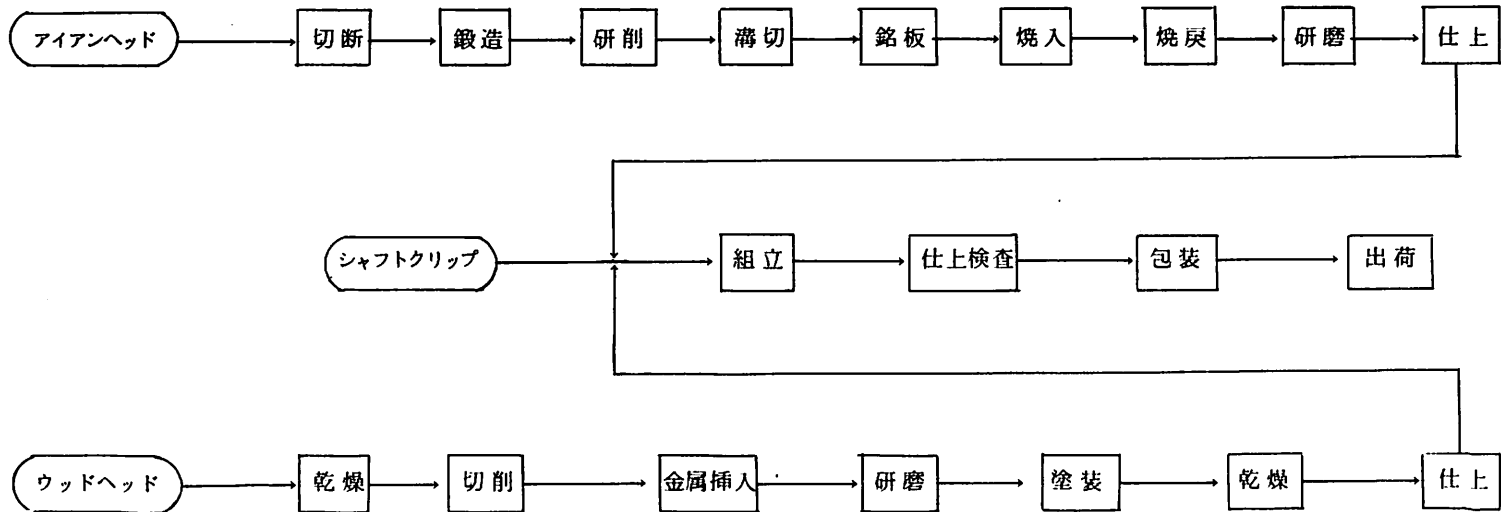 アイアンヘッド 切断 鍛造 研削 溝切 銘板 焼入 焼戻 研磨 仕上
シャフトクリップ 組立 仕上検査 包装 出荷
ウッドヘッド 乾燥 切削 金属挿入 研磨 塗装 乾燥 仕上